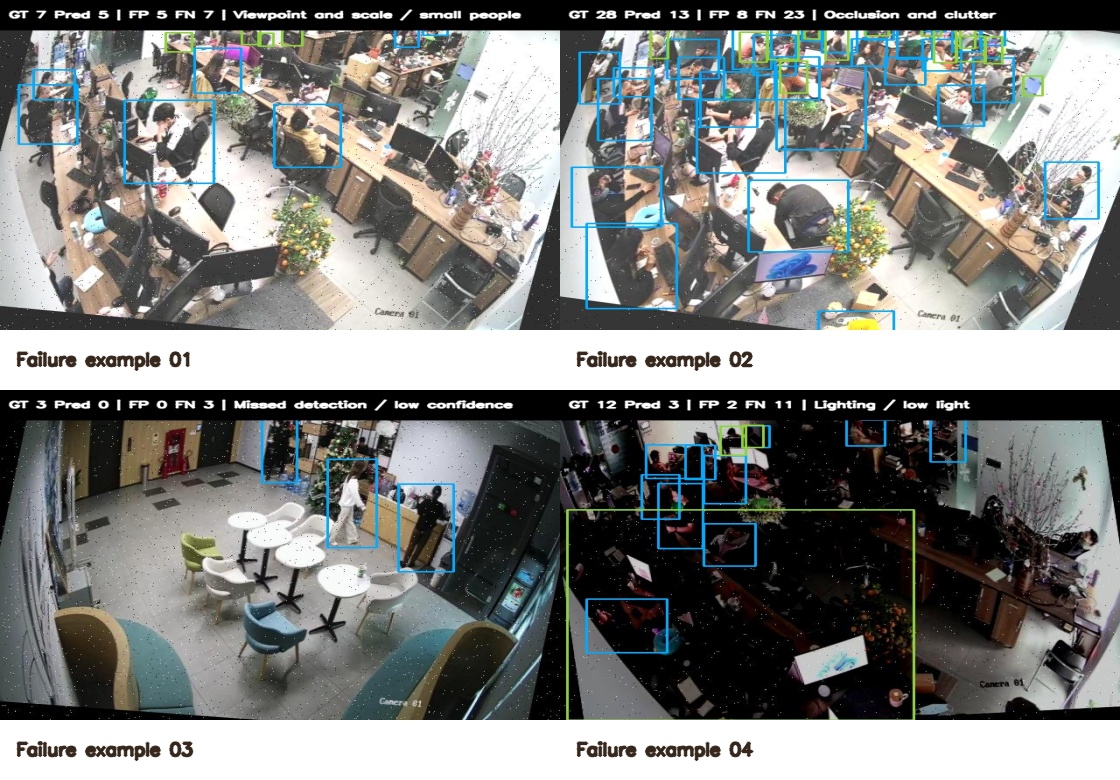 GT 7 Pred 5 | FP 5 FN 7 | Viewpoint and scale / small people
Camera 01
Failure example 01
GT 28 Pred 13 | FP 8 FN 23 | Occlusion and clutter
Camera 01
Failure example 02
GT 3 Pred 0 | FP 0 FN 3 | Missed detection / low confidence
Camera 01
Failure example 03
GT 12 Pred 3 | FP 2 FN 11 | Lighting / low light
Camera 01
Failure example 04